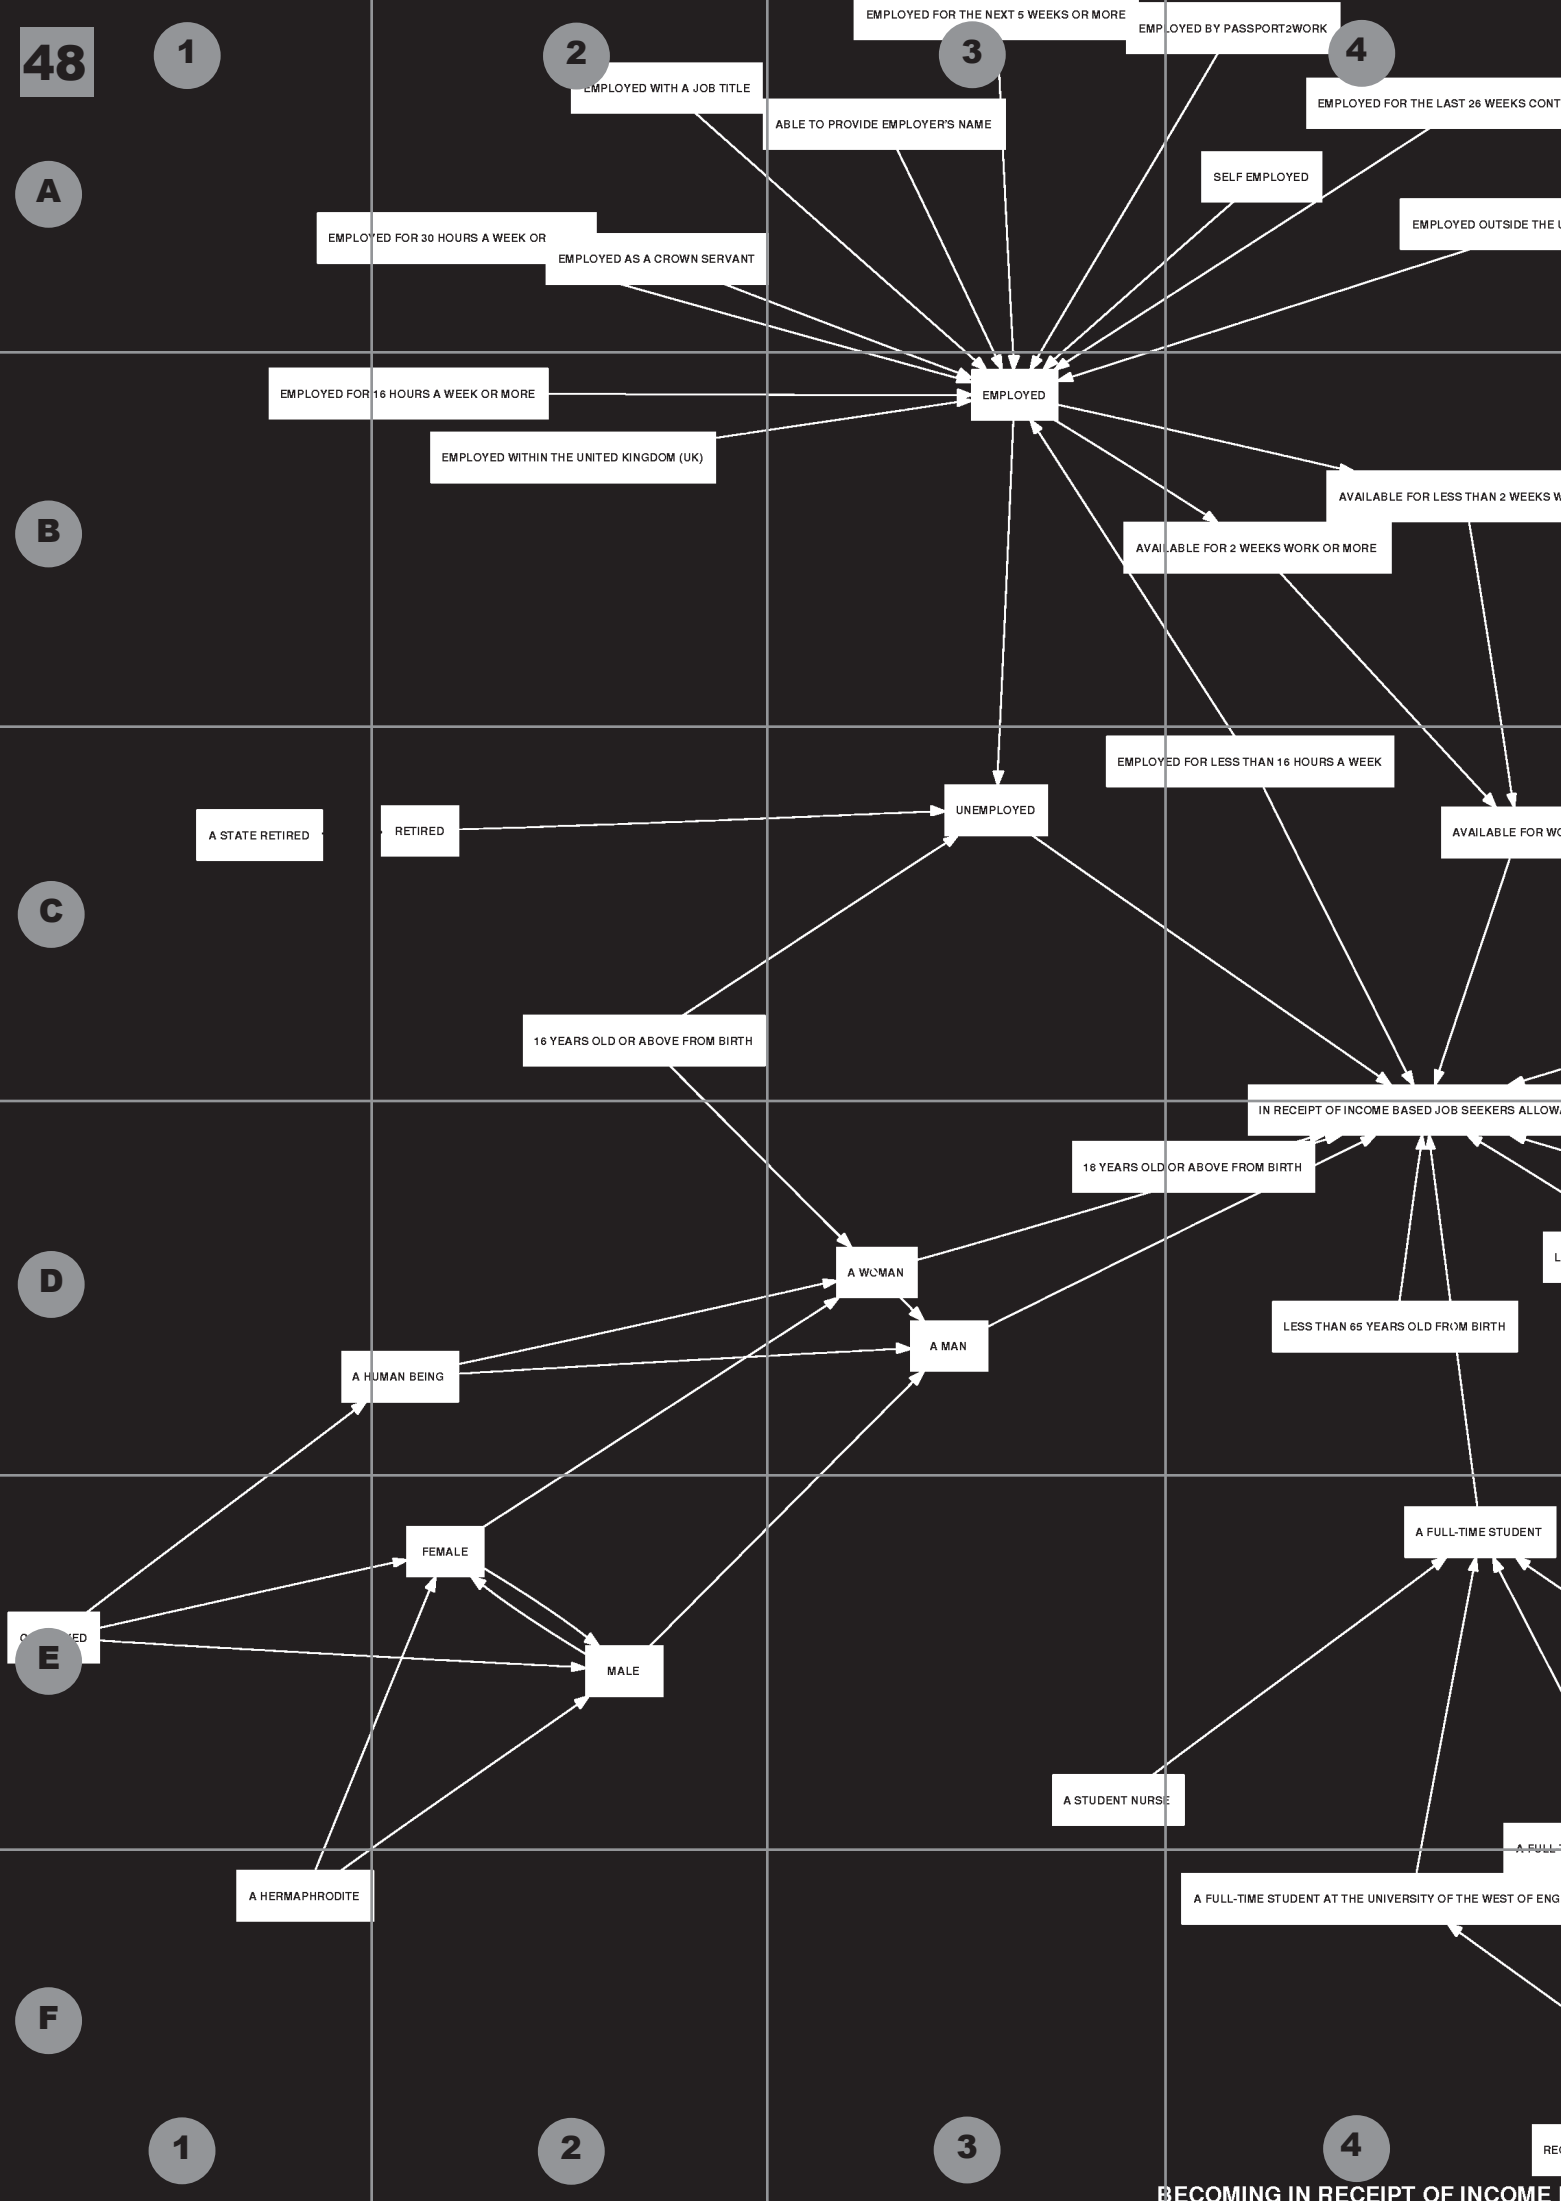 EMPLOYED FOR THE NEXT 5 WEEKS OR MORE
EMPLOYED BY PASSPORT2WORK
48
1
2
3
4
EMPLOYED WITH A JOB TITLE
EMPLOYED FOR THE LAST 26 WEEKS CONT
ABLE TO PROVIDE EMPLOYER'S NAME
SELF EMPLOYED
A
EMPLOYED OUTSIDE THE U
EMPLOYED FOR 30 HOURS A WEEK OR
EMPLOYED AS A CROWN SERVANT
EMPLOYED FOR 16 HOURS A WEEK OR MORE
EMPLOYED
EMPLOYED WITHIN THE UNITED KINGDOM (UK)
AVAILABLE FOR LESS THAN 2 WEEKS W
B
AVAILABLE FOR 2 WEEKS WORK OR MORE
EMPLOYED FOR LESS THAN 16 HOURS A WEEK
UNEMPLOYED
A STATE RETIRED
RETIRED
AVAILABLE FOR WO
C
16 YEARS OLD OR ABOVE FROM BIRTH
IN RECEIPT OF INCOME BASED JOB SEEKERS ALLOWA
18 YEARS OLD OR ABOVE FROM BIRTH
L
A WOMAN
D
LESS THAN 65 YEARS OLD FROM BIRTH
A MAN
A HUMAN BEING
A FULL-TIME STUDENT
FEMALE
E
MALE
A STUDENT NURSE
A FULL-T
A HERMAPHRODITE
A FULL-TIME STUDENT AT THE UNIVERSITY OF THE WEST OF ENG
F
1
2
3
4
REC
BECOMING IN RECEIPT OF INCOME